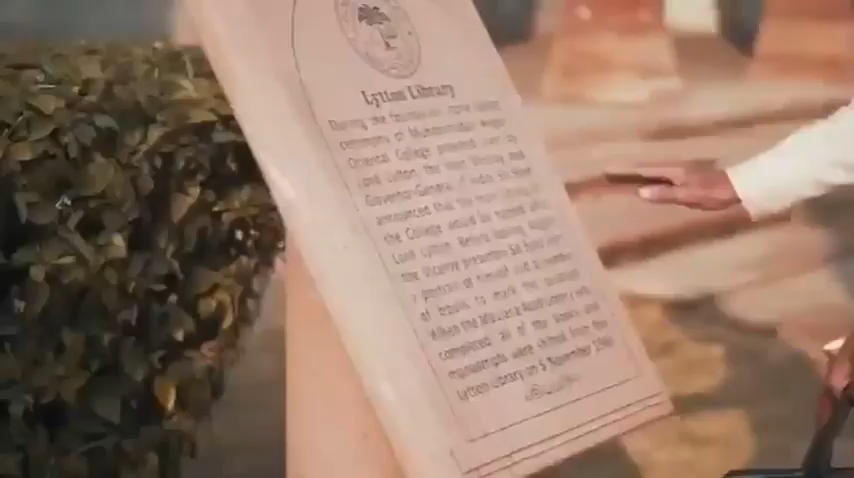 Lytton Library
During the foundation stone laying
ceremony of Muhammadan Anglo
Oriental College presided over by
Lord Lytton the then Viceroy and
Governor-General of India Sir Syed
announced that the main library of
the College would be named after
Lord Lytton. Before leaving Aligarh
the Viceroy presented Sir Syed with
a portrait of himself and a number
of books to mark the occasion
When the Maulana Azad Library was
completed all of the books and
manuscripts were shifted from the
Lytton Library on 5 November 1960